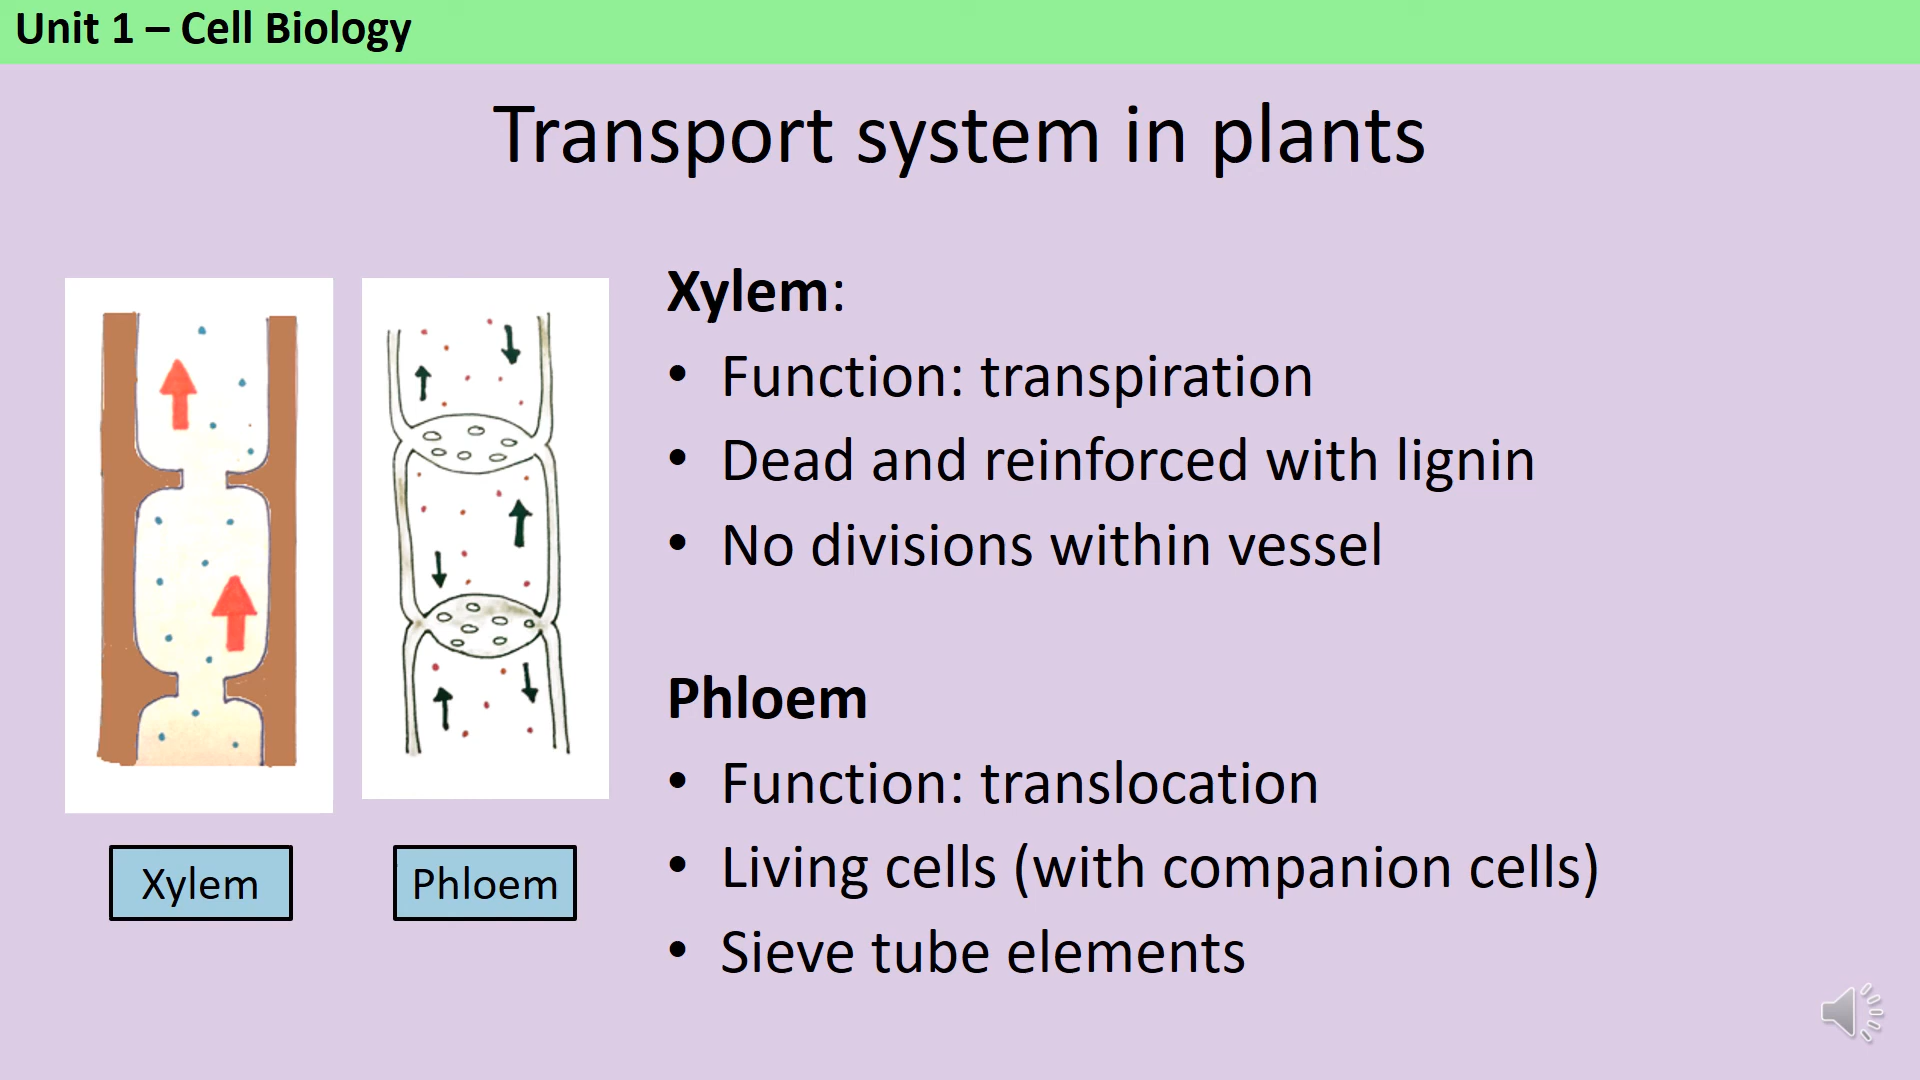 Unit 1 – Cell Biology
Transport system in plants
Xylem:
• Function: transpiration
• Dead and reinforced with lignin
• No divisions within vessel
Phloem
• Function: translocation
• Living cells (with companion cells)
• Sieve tube elements
Xylem
Phloem